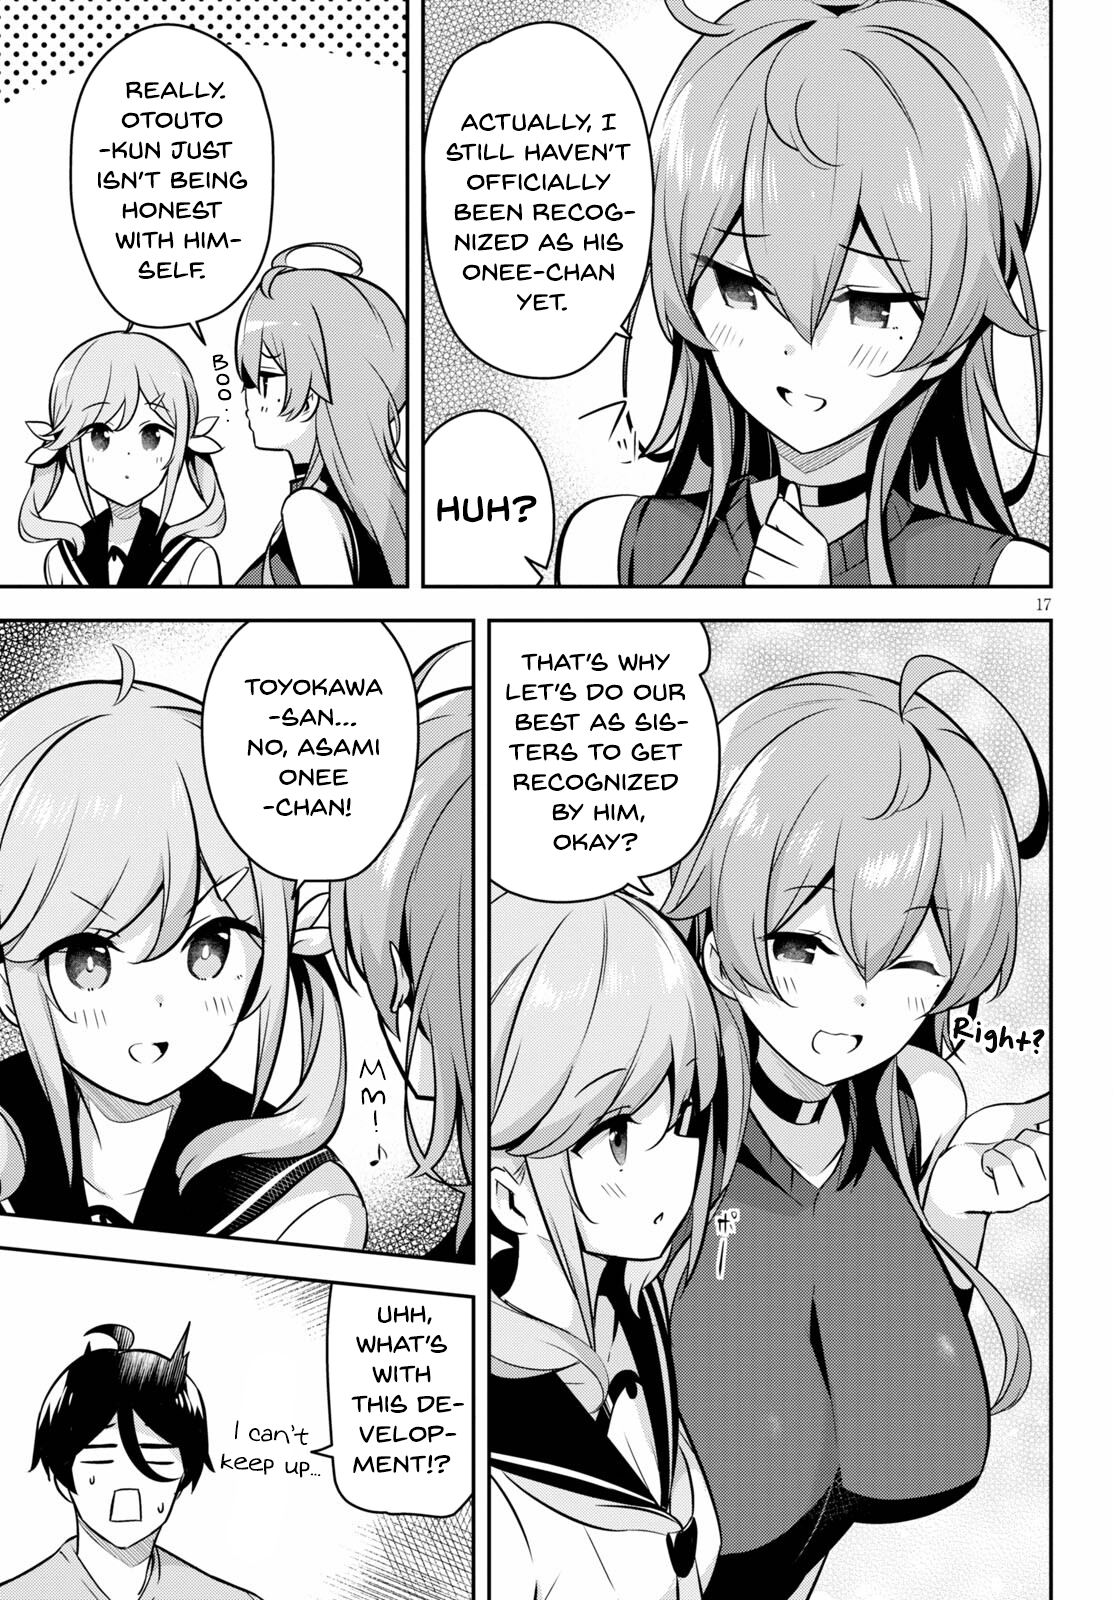 ACTUALLY, I
STILL HAVEN'T
OFFICIALLY
BEEN RECOG-
NIZED AS HIS
ONEE-CHAN
YET.
HUH?
REALLY.
OTOUTO
-KUN JUST
ISN'T BEING
HONEST
WITH HIM-
SELF.
BOO...
17
THAT'S WHY
LET'S DO OUR
BEST AS SIS-
TERS TO GET
RECOGNIZED
BY HIM,
OKAY?
Right?
ポー
TOYOKAWA
-SAN...
NO, ASAMI
ONEE
-CHAN!
MM!♪
UHH,
WHAT'S
WITH
THIS DE-
VELOP-
MENT!?
I can't
keep up...